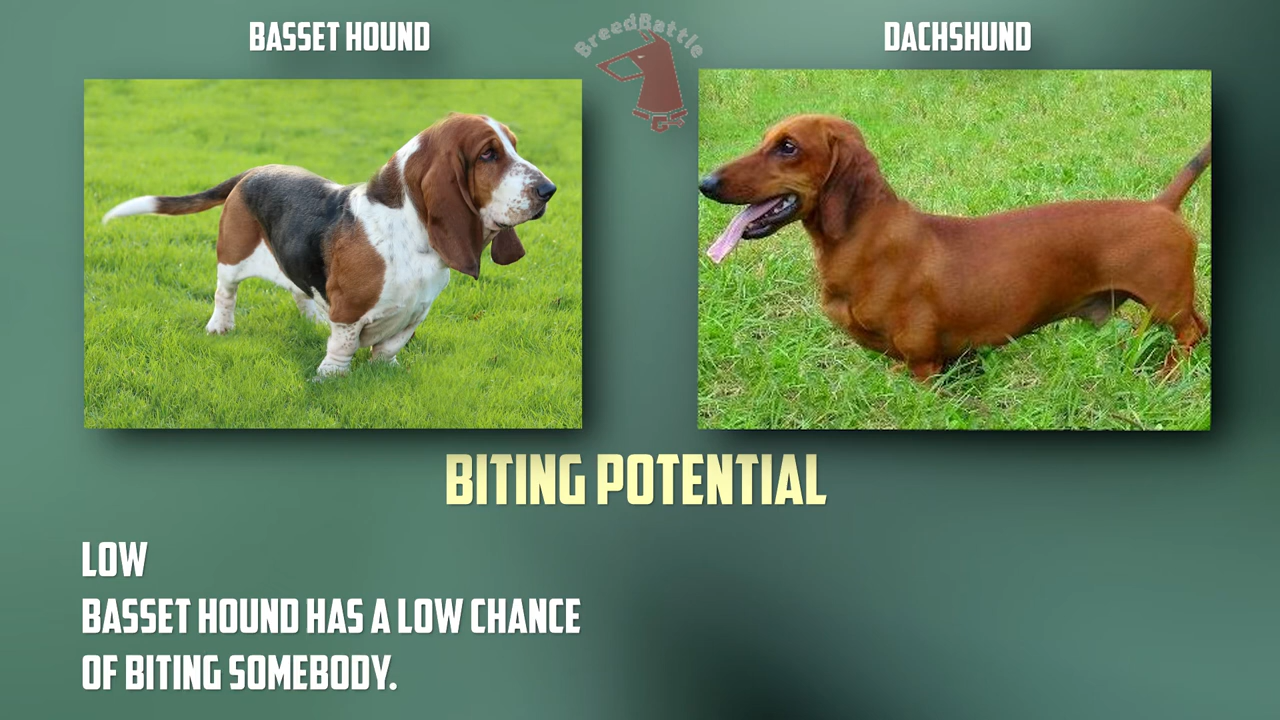 BASSET HOUND
BreedBattle
DACHSHUND
BITING POTENTIAL
LOW
BASSET HOUND HAS A LOW CHANCE
OF BITING SOMEBODY.